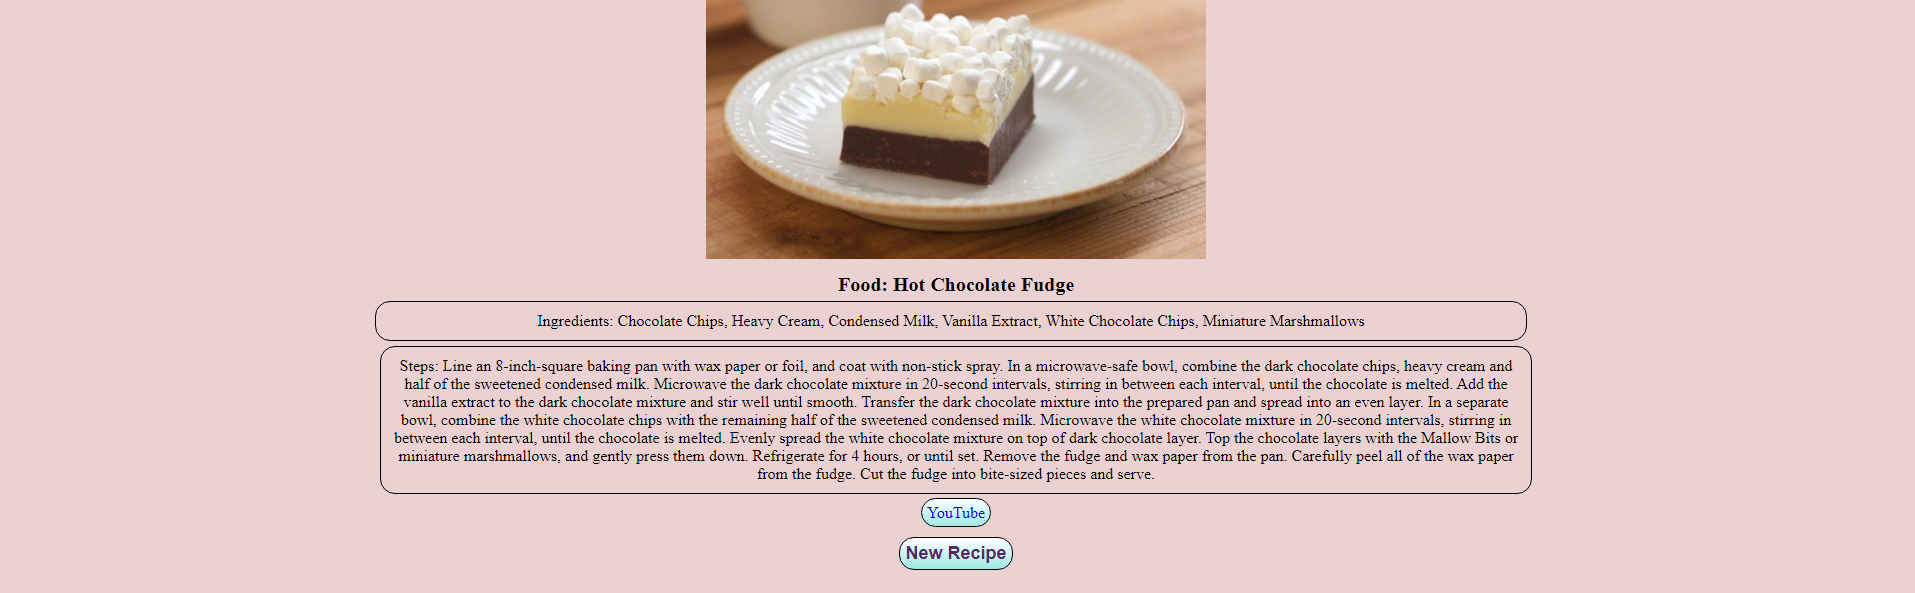 Food: Hot Chocolate Fudge
Ingredients: Chocolate Chips, Heavy Cream, Condensed Milk, Vanilla Extract, White Chocolate Chips, Miniature Marshmallows
Steps: Line an 8-inch-square baking pan with wax paper or foil, and coat with non-stick spray. In a microwave-safe bowl, combine the dark chocolate chips, heavy cream and
half of the sweetened condensed milk. Microwave the dark chocolate mixture in 20-second intervals, stirring in between each interval, until the chocolate is melted. Add the
vanilla extract to the dark chocolate mixture and stir well until smooth. Transfer the dark chocolate mixture into the prepared pan and spread into an even layer. In a separate
bowl, combine the white chocolate chips with the remaining half of the sweetened condensed milk. Microwave the white chocolate mixture in 20-second intervals, stirring in
between each interval, until the chocolate is melted. Evenly spread the white chocolate mixture on top of dark chocolate layer. Top the chocolate layers with the Mallow Bits or
miniature marshmallows, and gently press them down. Refrigerate for 4 hours, or until set. Remove the fudge and wax paper from the pan. Carefully peel all of the wax paper
from the fudge. Cut the fudge into bite-sized pieces and serve.
YouTube
New Recipe